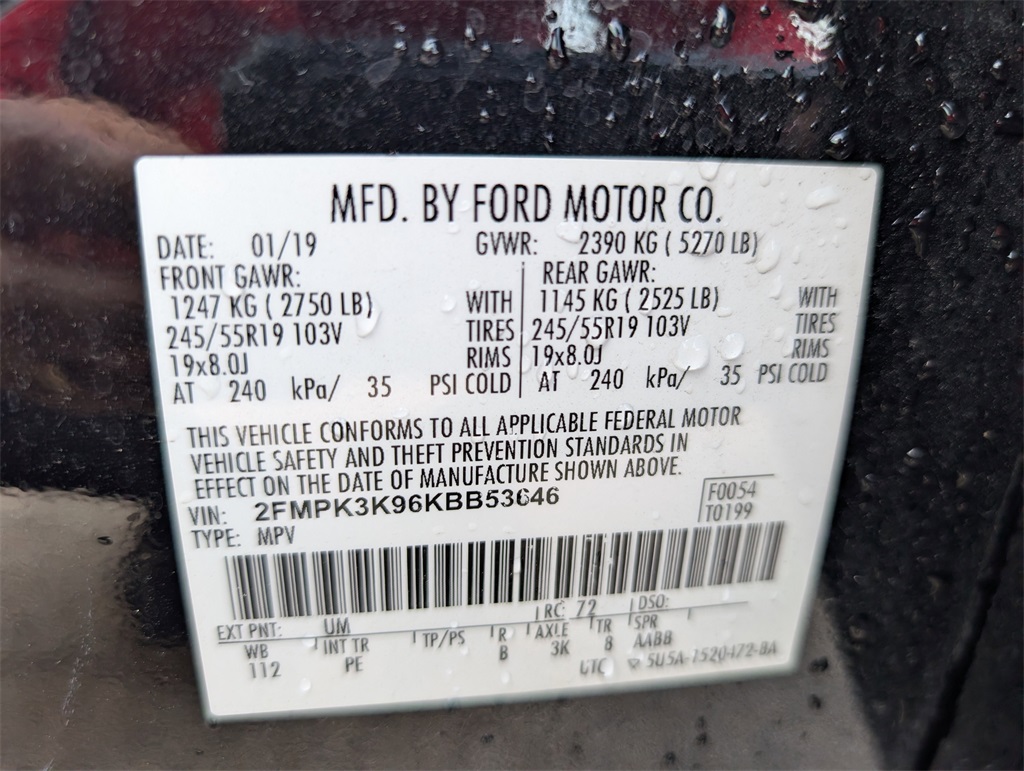 MFD. BY FORD MOTOR CO.
DATE: 01/19 GVWR: 2390 KG ( 5270 LB)
FRONT GAWR: REAR GAWR:
1247 KG ( 2750 LB) WITH 1145 KG ( 2525 LB) WITH
245/55R19 103V TIRES 245/55R19 103V TIRES
19x8.0J RIMS 19x8.0J RIMS
AT 240 kPa/ 35 PSI COLD AT 240 kPa/ 35 PSI COLD
THIS VEHICLE CONFORMS TO ALL APPLICABLE FEDERAL MOTOR
VEHICLE SAFETY AND THEFT PREVENTION STANDARDS IN
EFFECT ON THE DATE OF MANUFACTURE SHOWN ABOVE.
VIN: 2FMPK3K96KBB53646 F0054
TYPE: MPV T0199
EXT PNT: UM RC: 72 DSO:
WB INT TR TP/PS R AXLE TR SPR
112 PE B 3K 8 AABB
UTC 5U5A-1520472-BA